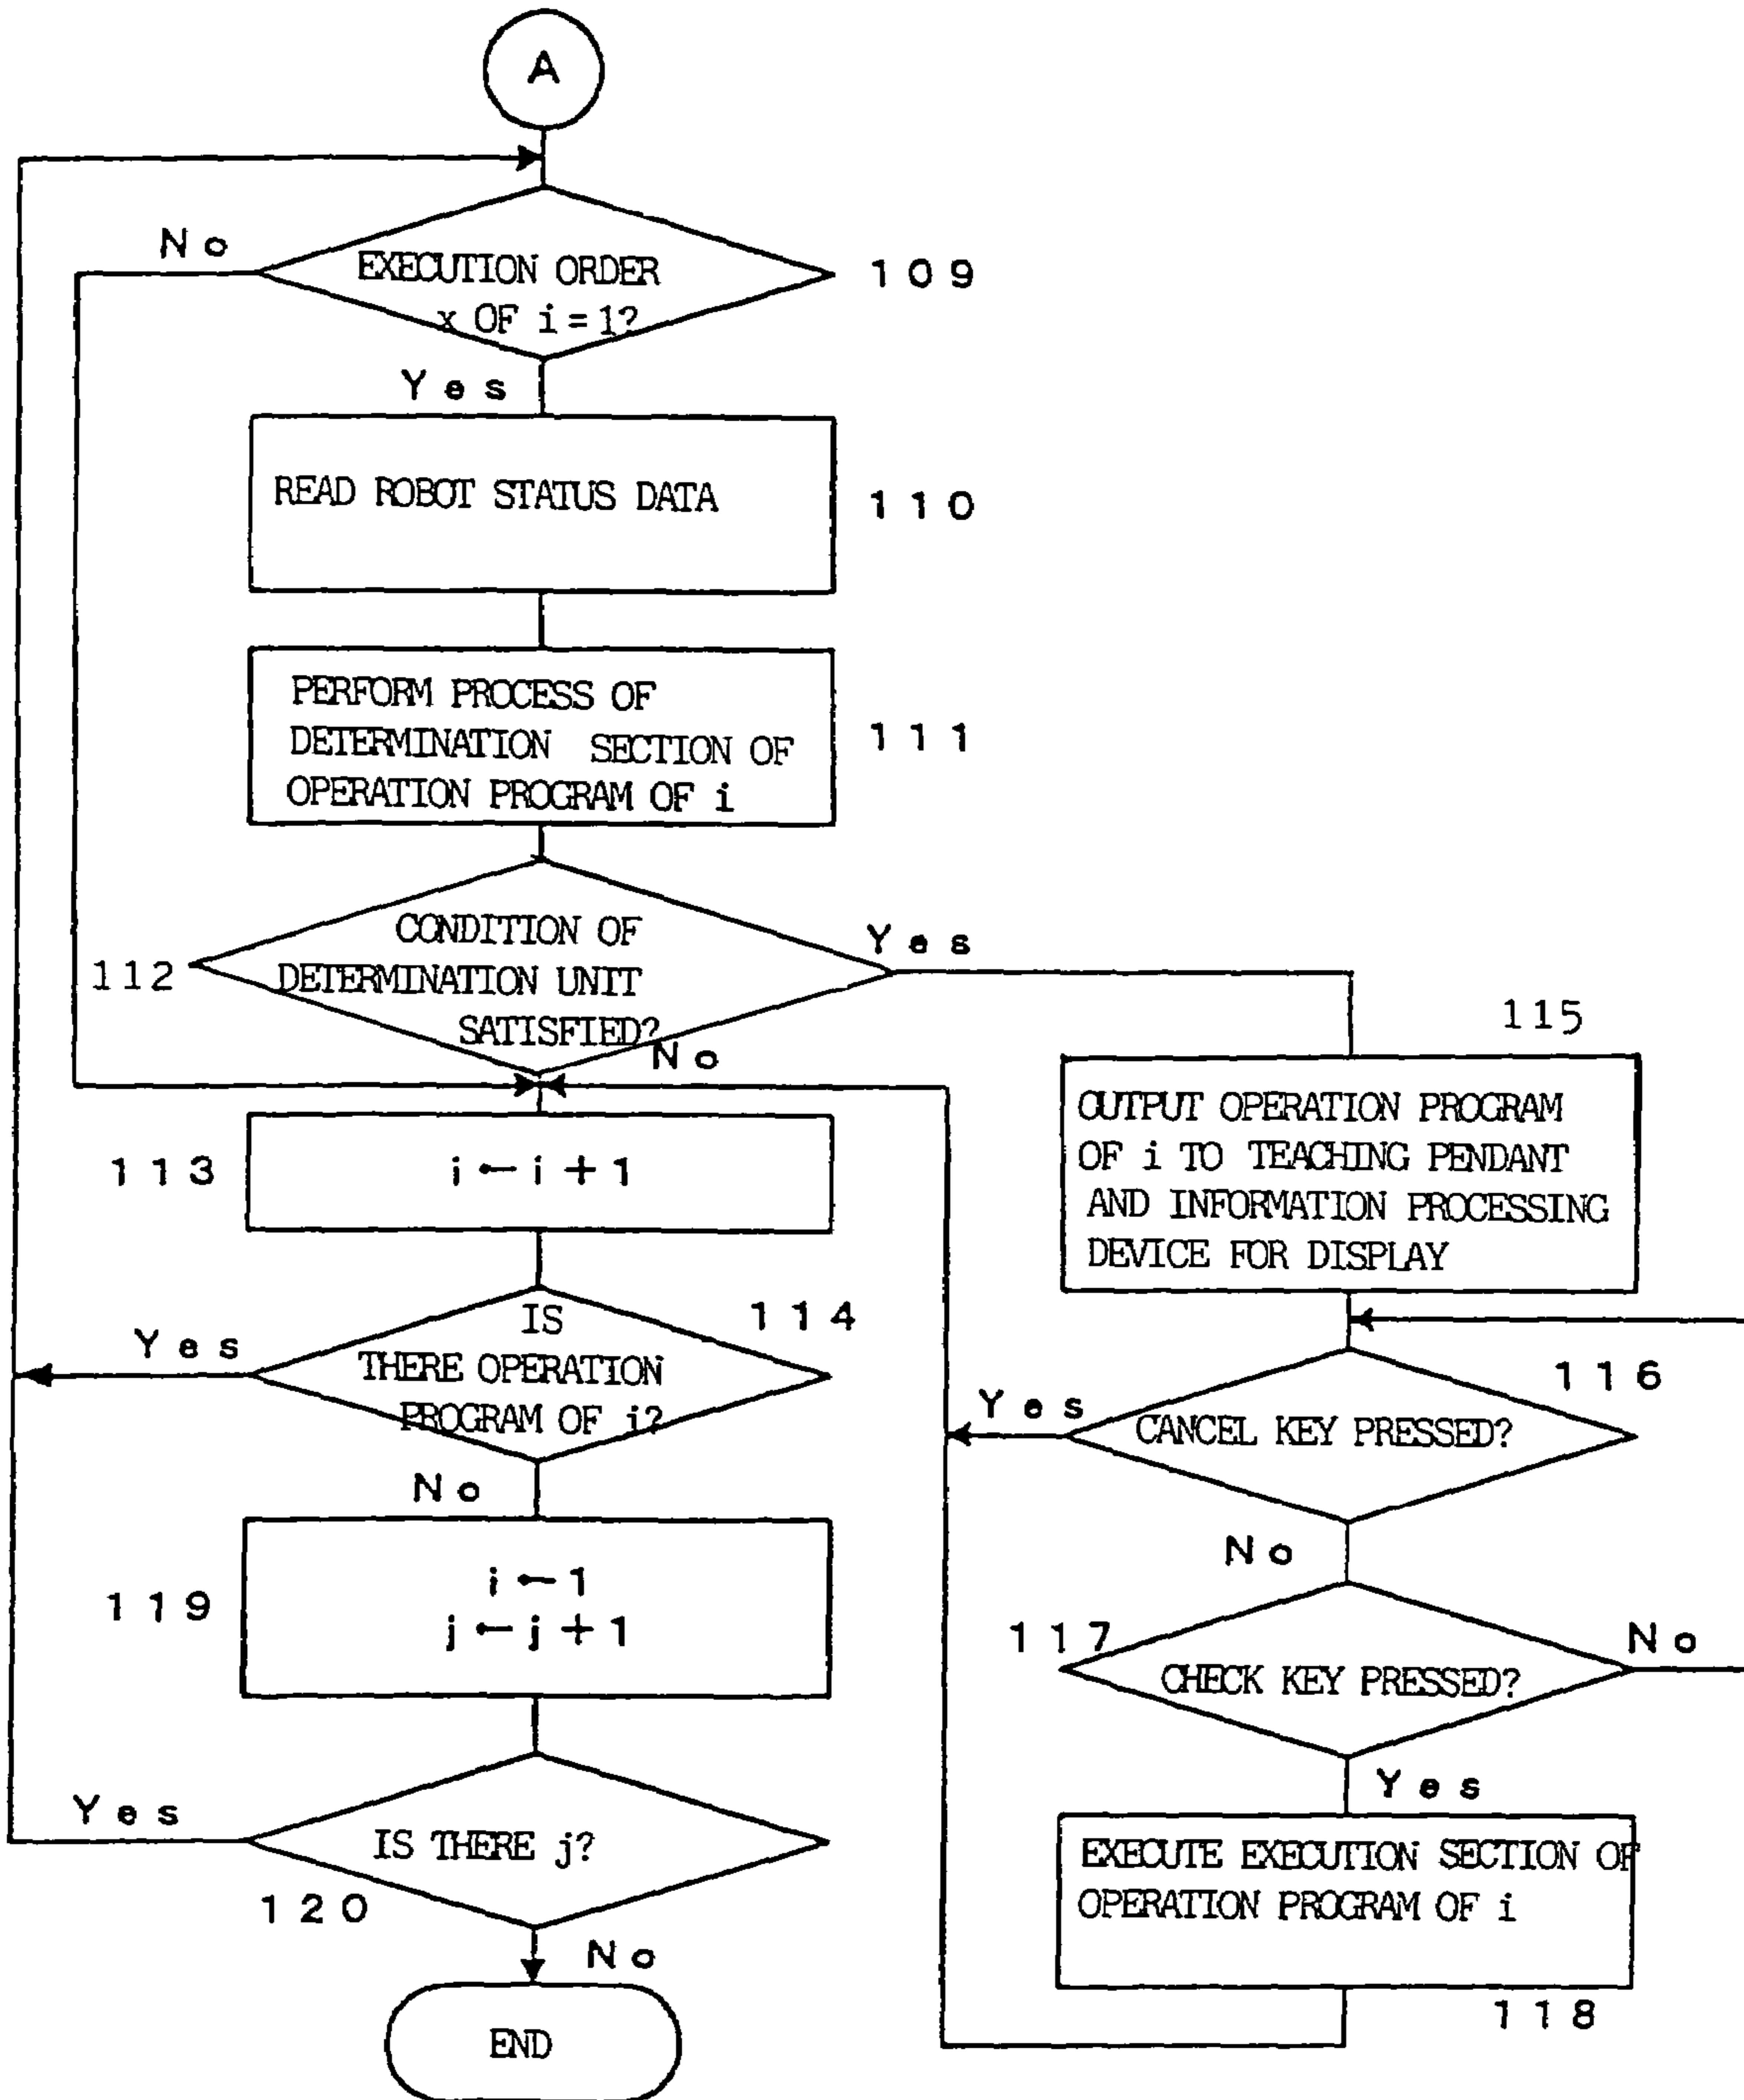 A
No
EXECUTION ORDER
x OF i=1?
109
Yes
READ ROBOT STATUS DATA
110
PERFORM PROCESS OF
DETERMINATION SECTION OF
OPERATION PROGRAM OF i
111
CONDITION OF
DETERMINATION UNIT
SATISFIED?
112
Yes
No
115
OUTPUT OPERATION PROGRAM
OF i TO TEACHING PENDANT
AND INFORMATION PROCESSING
DEVICE FOR DISPLAY
113
i ← i + 1
114
IS
THERE OPERATION
PROGRAM OF i?
Yes
No
116
Yes
CANCEL KEY PRESSED?
No
119
i ← 1
j ← j + 1
117
CHECK KEY PRESSED?
No
Yes
Yes
IS THERE j?
120
No
EXECUTE EXECUTION SECTION OF
OPERATION PROGRAM OF i
118
END